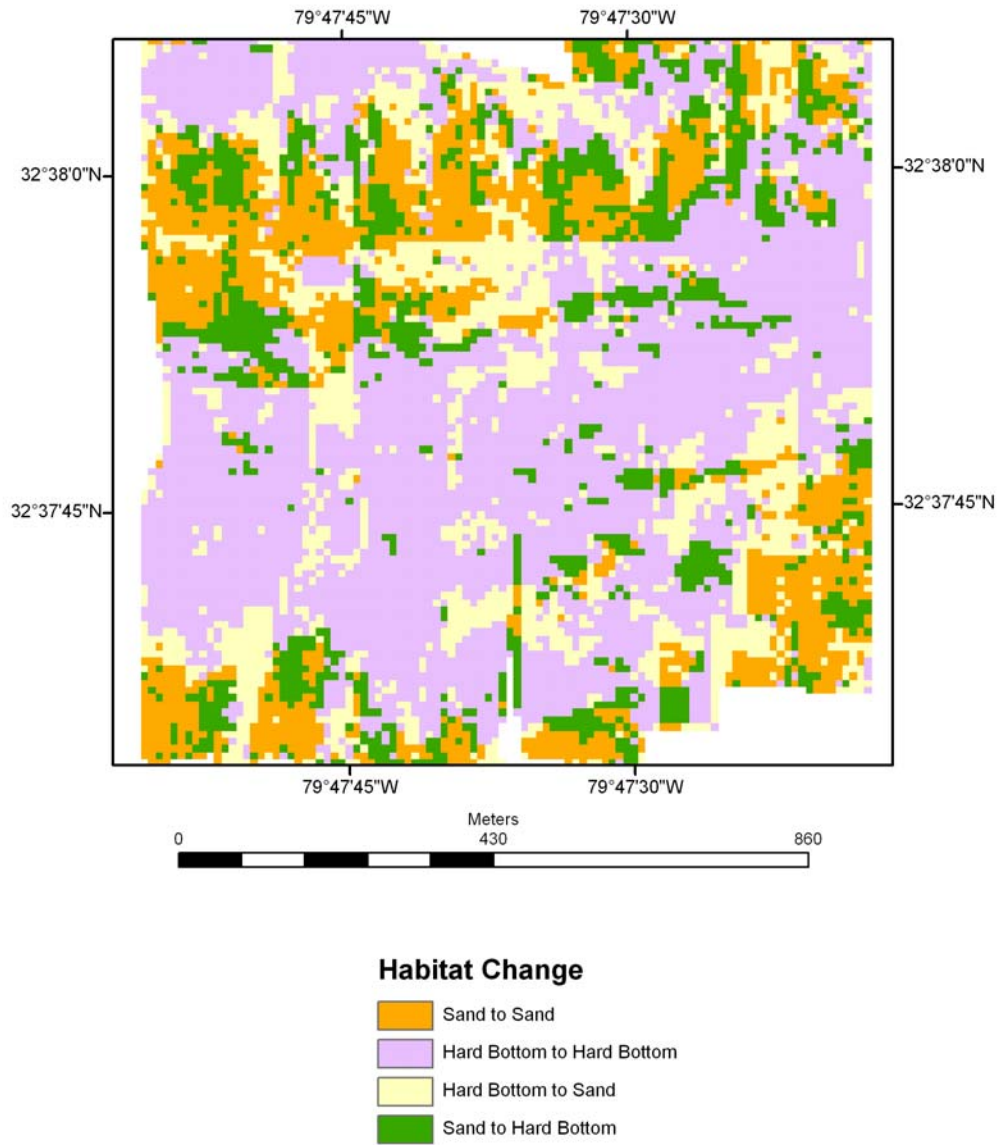 79°47'45"W 79°47'30"W
32°38'0"N 32°38'0"N
32°37'45"N 32°37'45"N
79°47'45"W 79°47'30"W
Meters
0 430 860
Habitat Change
Sand to Sand
Hard Bottom to Hard Bottom
Hard Bottom to Sand
Sand to Hard Bottom